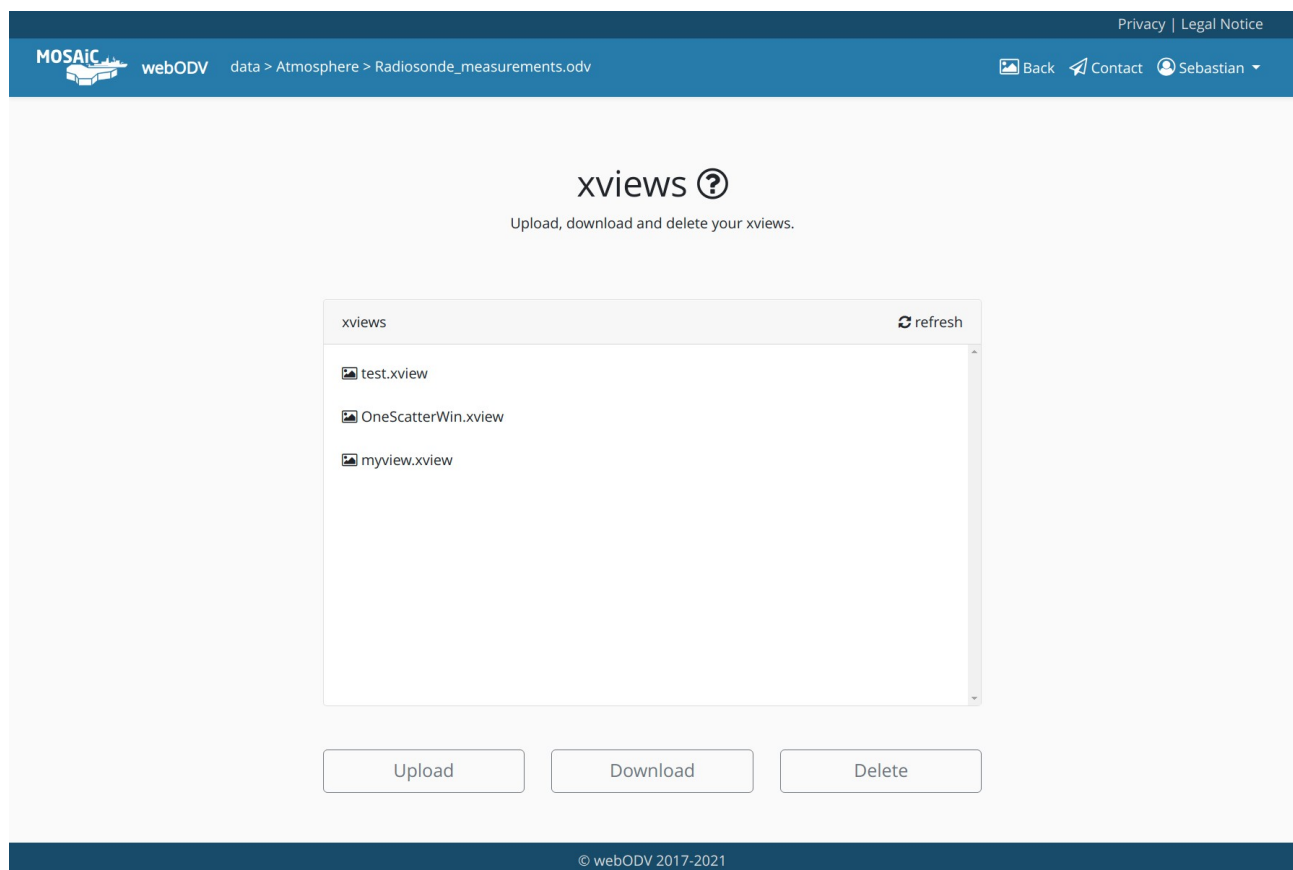 Privacy | Legal Notice
MOSAiC webODV data > Atmosphere > Radiosonde_measurements.odv Back Contact Sebastian
xviews ?
Upload, download and delete your xviews.
xviews refresh
test.xview
OneScatterWin.xview
myview.xview
Upload Download Delete
© webODV 2017-2021